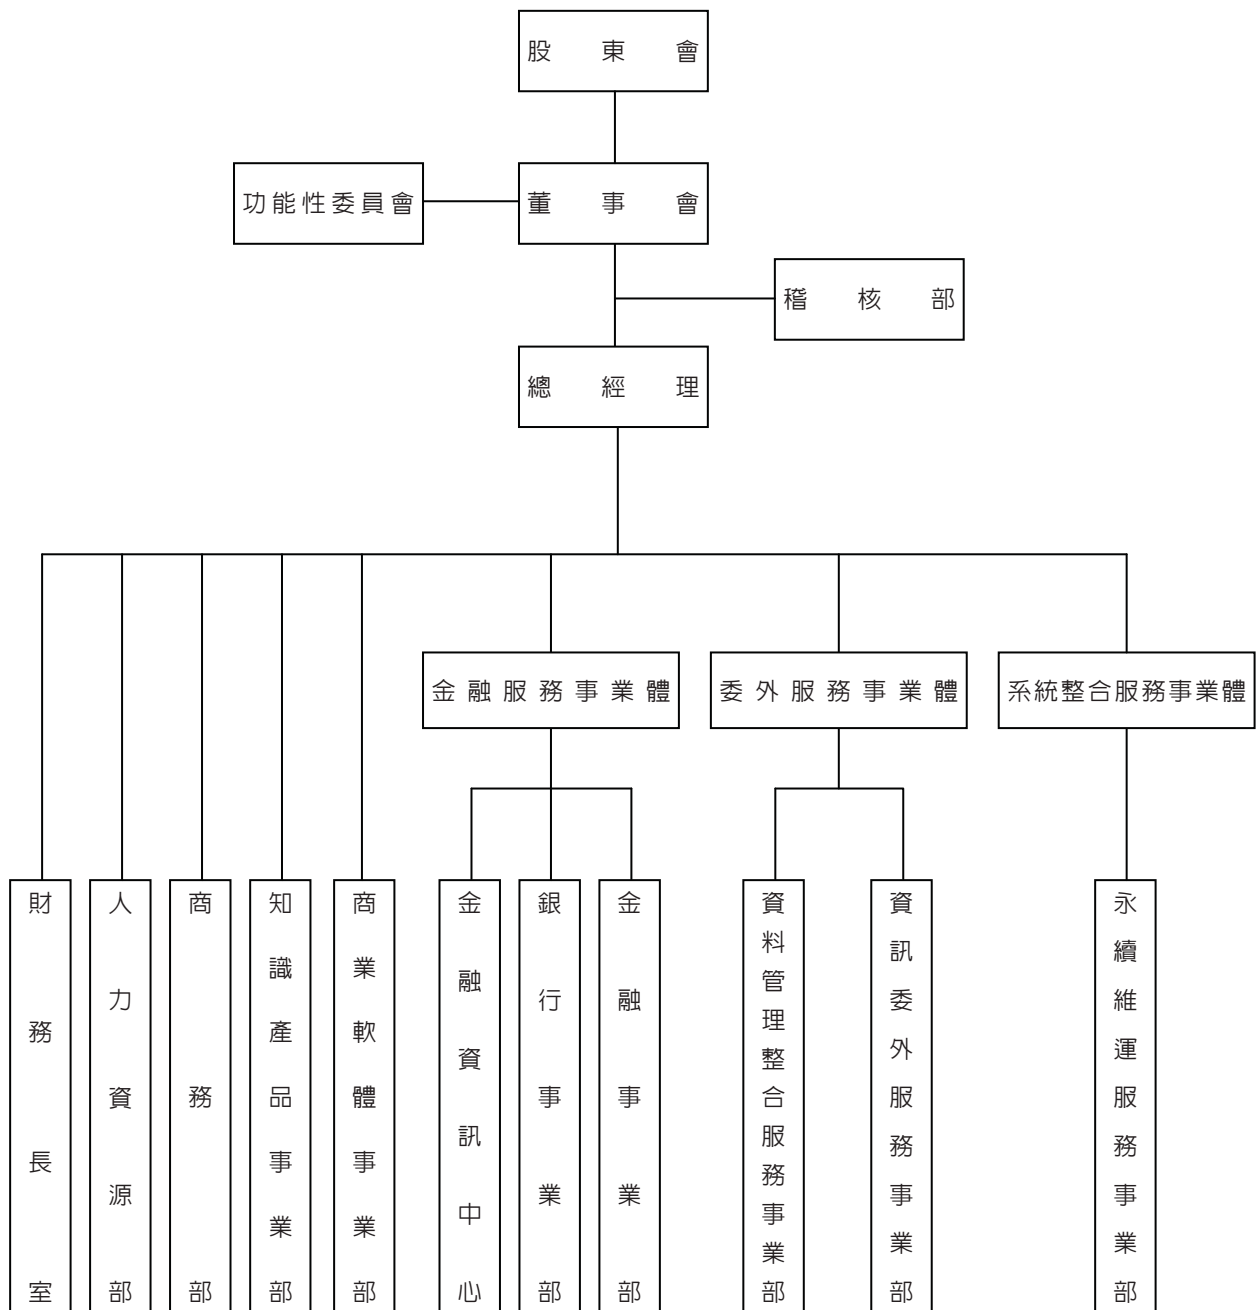 股東會
功能性委員會
董事會
稽核部
總經理
金融服務事業體
委外服務事業體
系統整合服務事業體
財務長室
人力資源部
商務部
知識產品事業部
商業軟體事業部
金融資訊中心
銀行事業部
金融事業部
資料管理整合服務事業部
資訊委外服務事業部
永續維運服務事業部